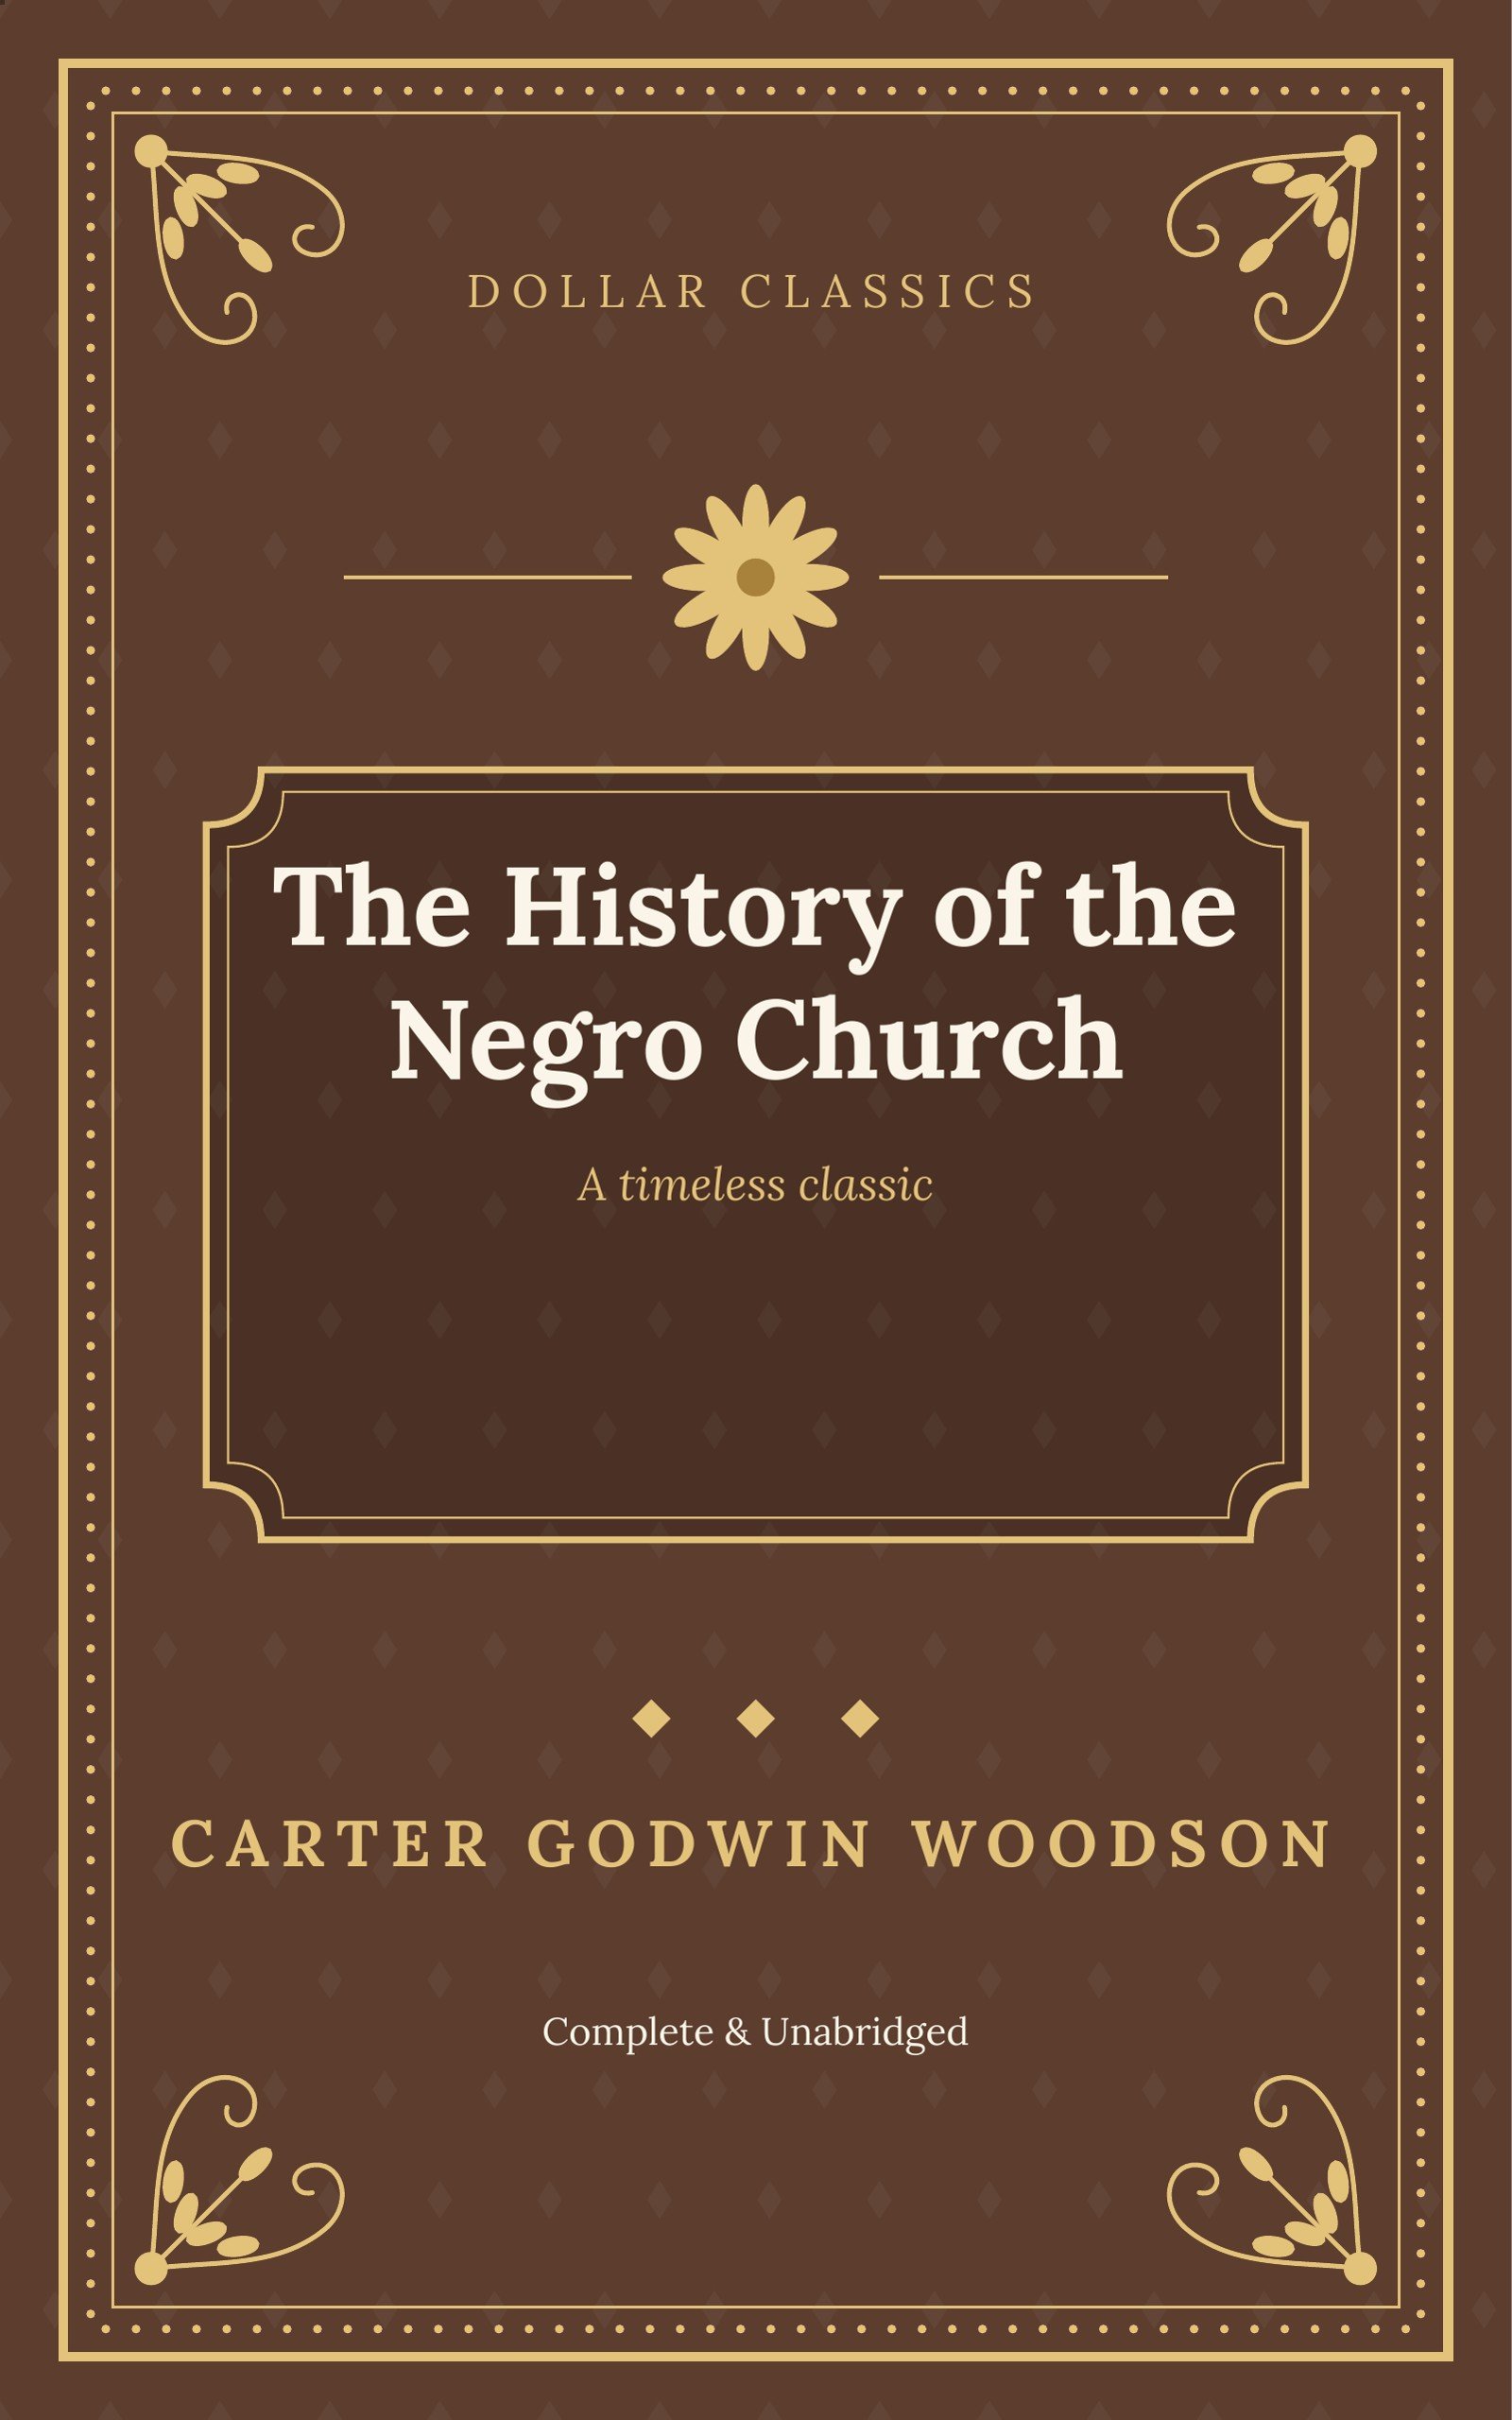 DOLLAR CLASSICS
The History of the
Negro Church
A timeless classic
CARTER GODWIN WOODSON
Complete & Unabridged